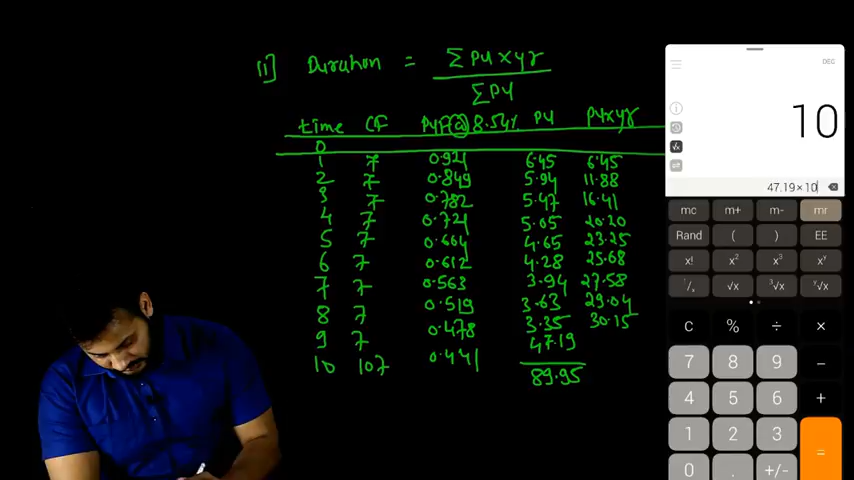 II] Duration = ΣPV×yr
ΣPV
time CF PVF@8.54% PV PV×yr
0
1 7 0.921 6.45 6.45
2 7 0.849 5.94 11.88
3 7 0.782 5.47 16.41
4 7 0.721 5.05 20.20
5 7 0.664 4.65 23.25
6 7 0.612 4.28 25.68
7 7 0.563 3.94 27.58
8 7 0.519 3.63 29.04
9 7 0.478 3.35 30.15
10 107 0.441 47.19
89.95
DEC
10
47.19×10
mc m+ m- mr
Rand ( ) EE
x! x² x³ xʸ
¹/ₓ √x ³√x ʸ√x
C % ÷ ×
7 8 9 −
4 5 6 +
1 2 3 =
0 . +/-